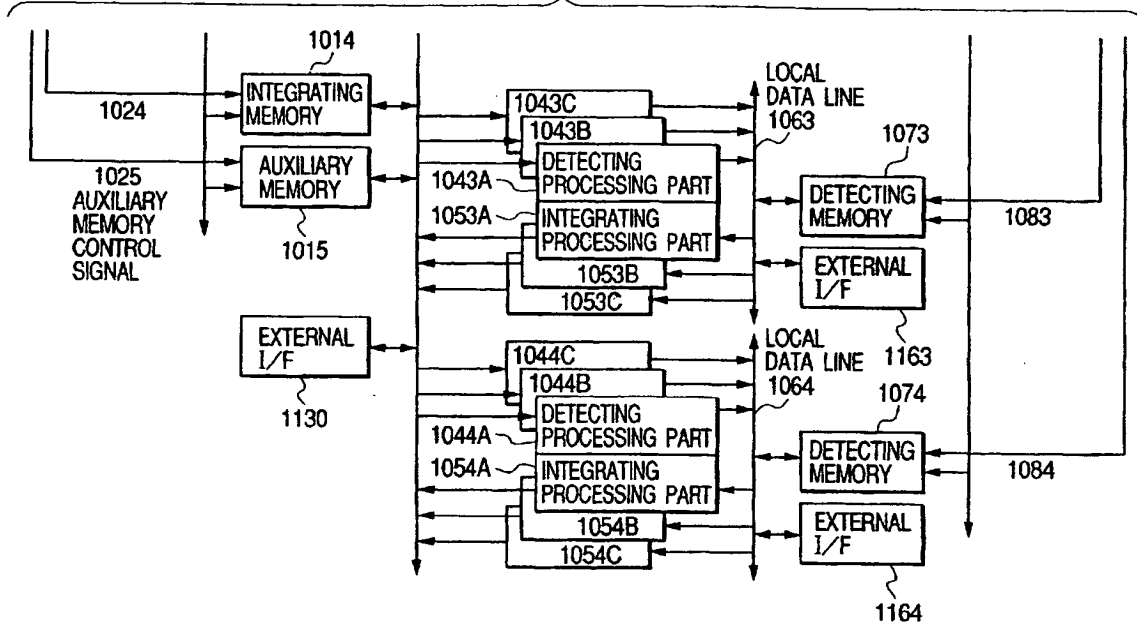 1014
INTEGRATING
MEMORY
1024
AUXILIARY
MEMORY
1025
AUXILIARY
MEMORY
CONTROL
SIGNAL
1015
EXTERNAL
I/F
1130
1043C
1043B
DETECTING
PROCESSING PART
1043A
1053A
INTEGRATING
PROCESSING PART
1053B
1053C
LOCAL
DATA LINE
1063
1073
DETECTING
MEMORY
1083
EXTERNAL
I/F
1163
1044C
1044B
DETECTING
PROCESSING PART
1044A
1054A
INTEGRATING
PROCESSING PART
1054B
1054C
LOCAL
DATA LINE
1064
1074
DETECTING
MEMORY
1084
EXTERNAL
I/F
1164